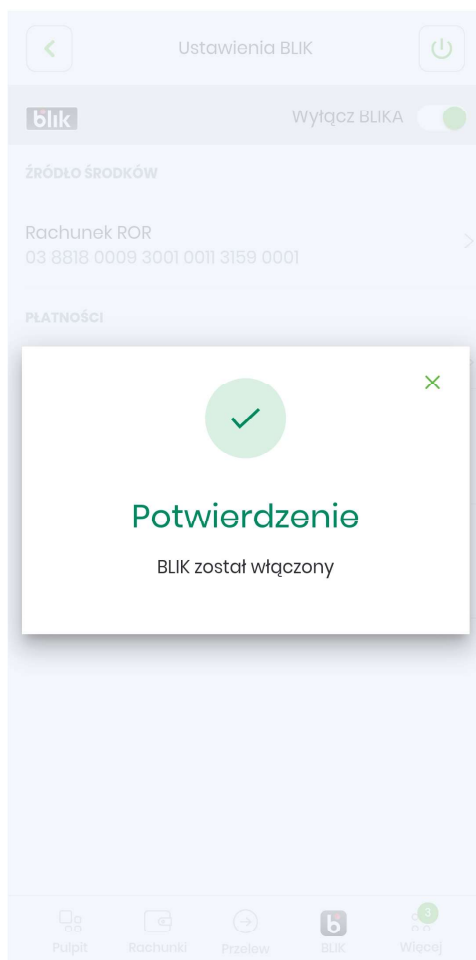 Ustawienia BLIK
blik
Wyłącz BLIKA
ŹRÓDŁO ŚRODKÓW
Rachunek ROR
03 8818 0009 3001 0011 3159 0001
PŁATNOŚCI
Potwierdzenie
BLIK został włączony
3
Pulpit Rachunki Przelew BLIK Więcej